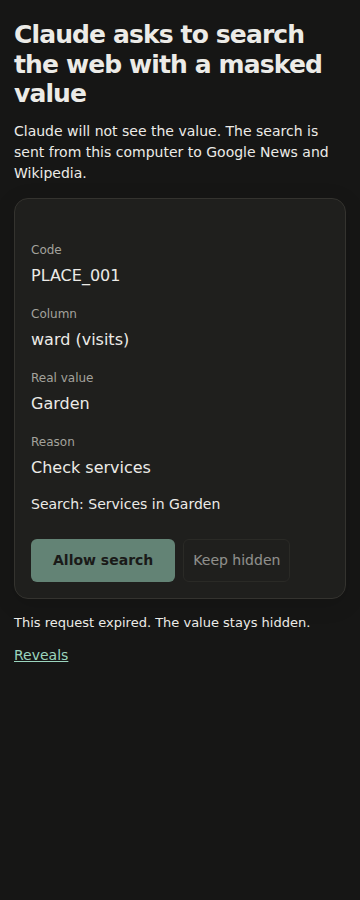 Claude asks to search
the web with a masked
value
Claude will not see the value. The search is
sent from this computer to Google News and
Wikipedia.
Code
PLACE_001
Column
ward (visits)
Real value
Garden
Reason
Check services
Search: Services in Garden
Allow search
Keep hidden
This request expired. The value stays hidden.
Reveals